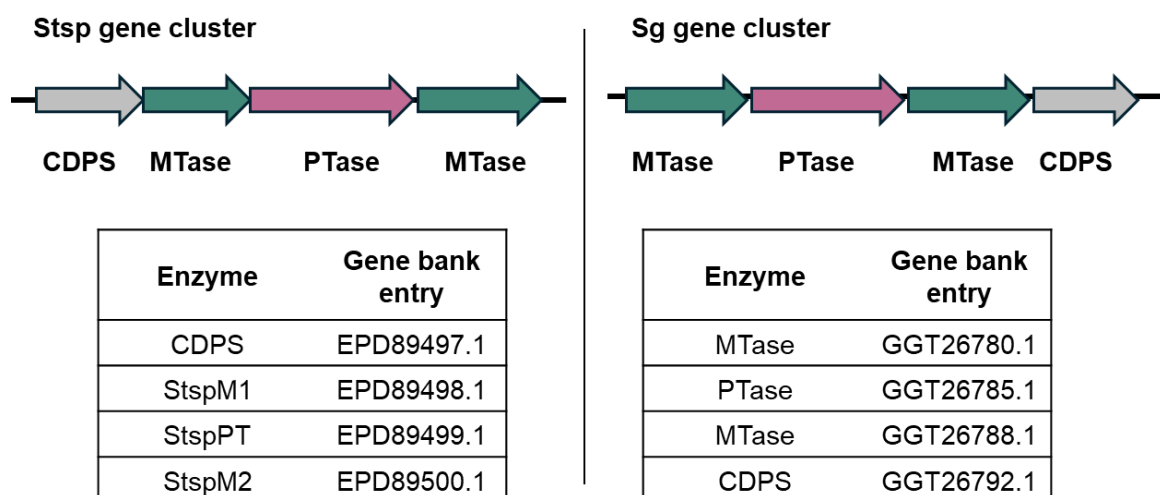 Stsp gene cluster
CDPS MTase PTase MTase
Enzyme Gene bank entry
CDPS EPD89497.1
StspM1 EPD89498.1
StspPT EPD89499.1
StspM2 EPD89500.1
Sg gene cluster
MTase PTase MTase CDPS
Enzyme Gene bank entry
MTase GGT26780.1
PTase GGT26785.1
MTase GGT26788.1
CDPS GGT26792.1